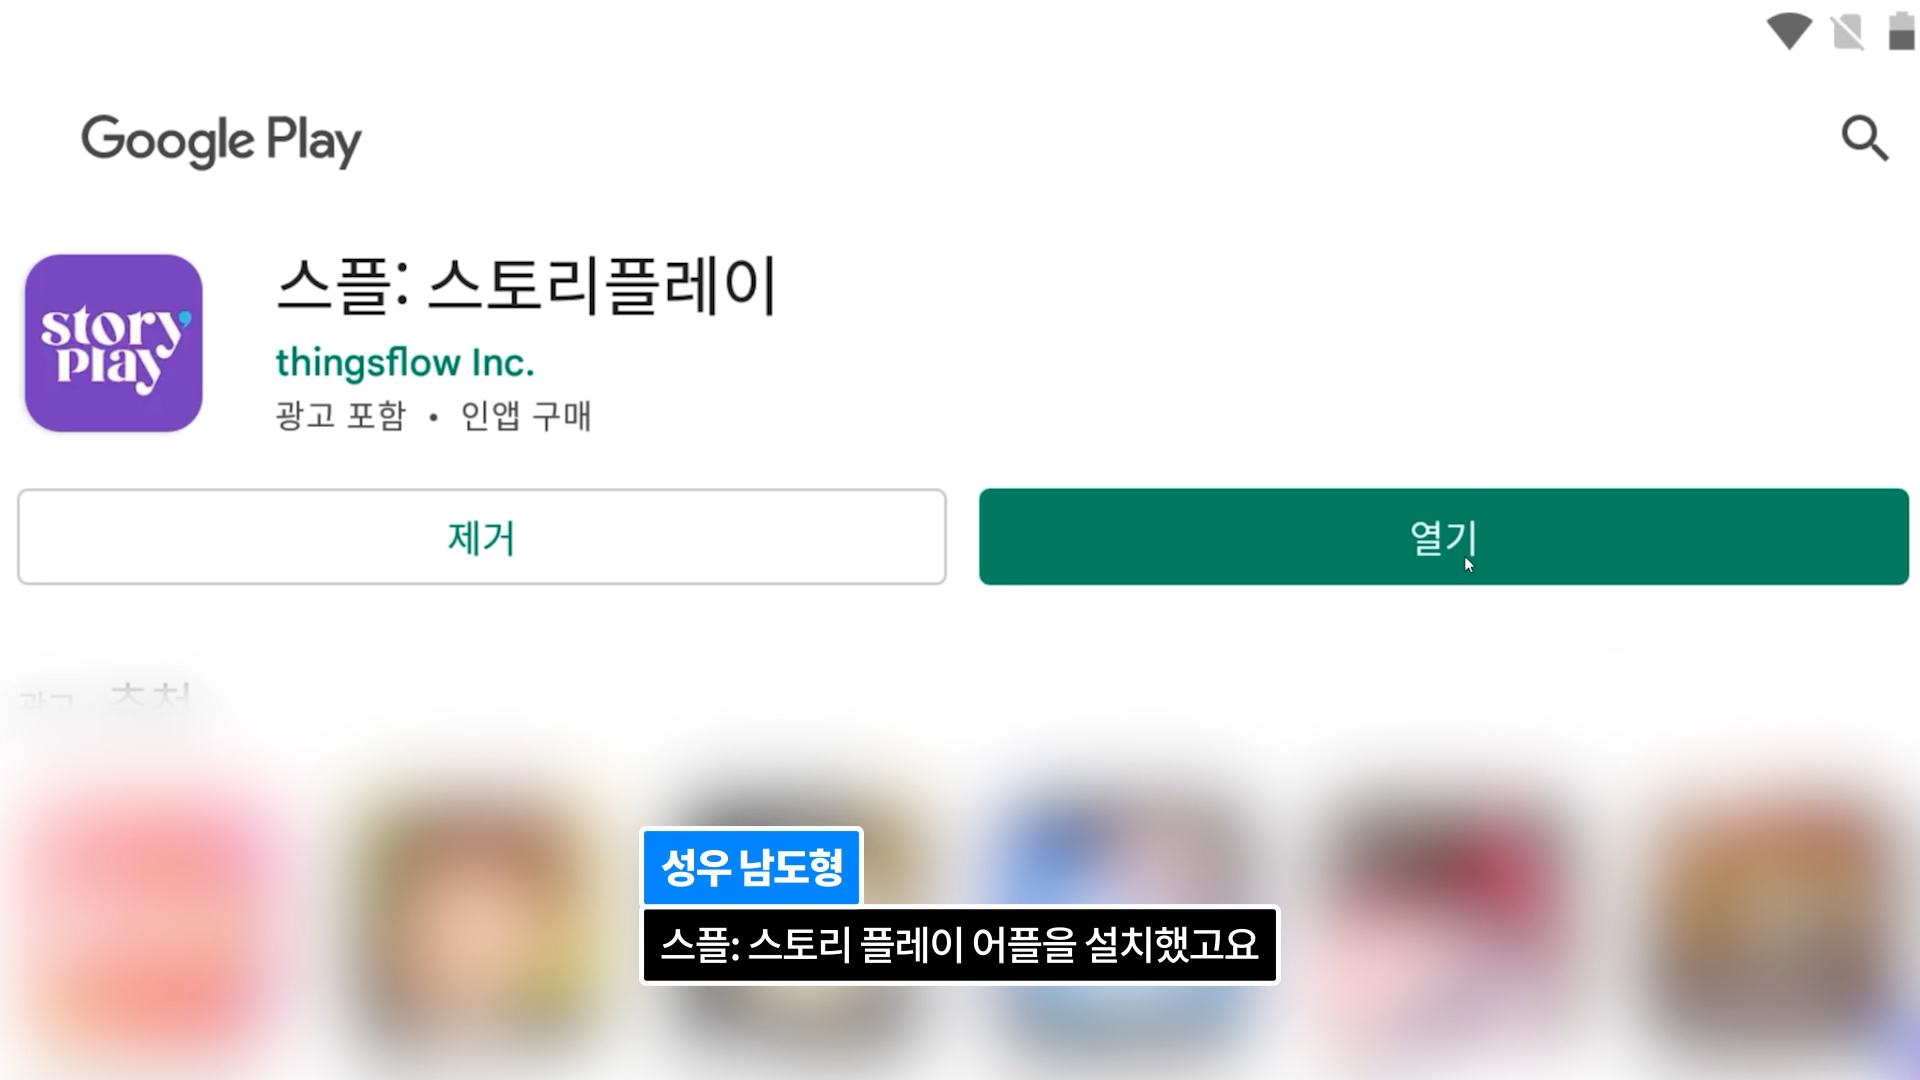 Google Play
story
play
스플: 스토리플레이
thingsflow Inc.
광고 포함 • 인앱 구매
제거
열기
성우 남도형
스플: 스토리 플레이 어플을 설치했고요